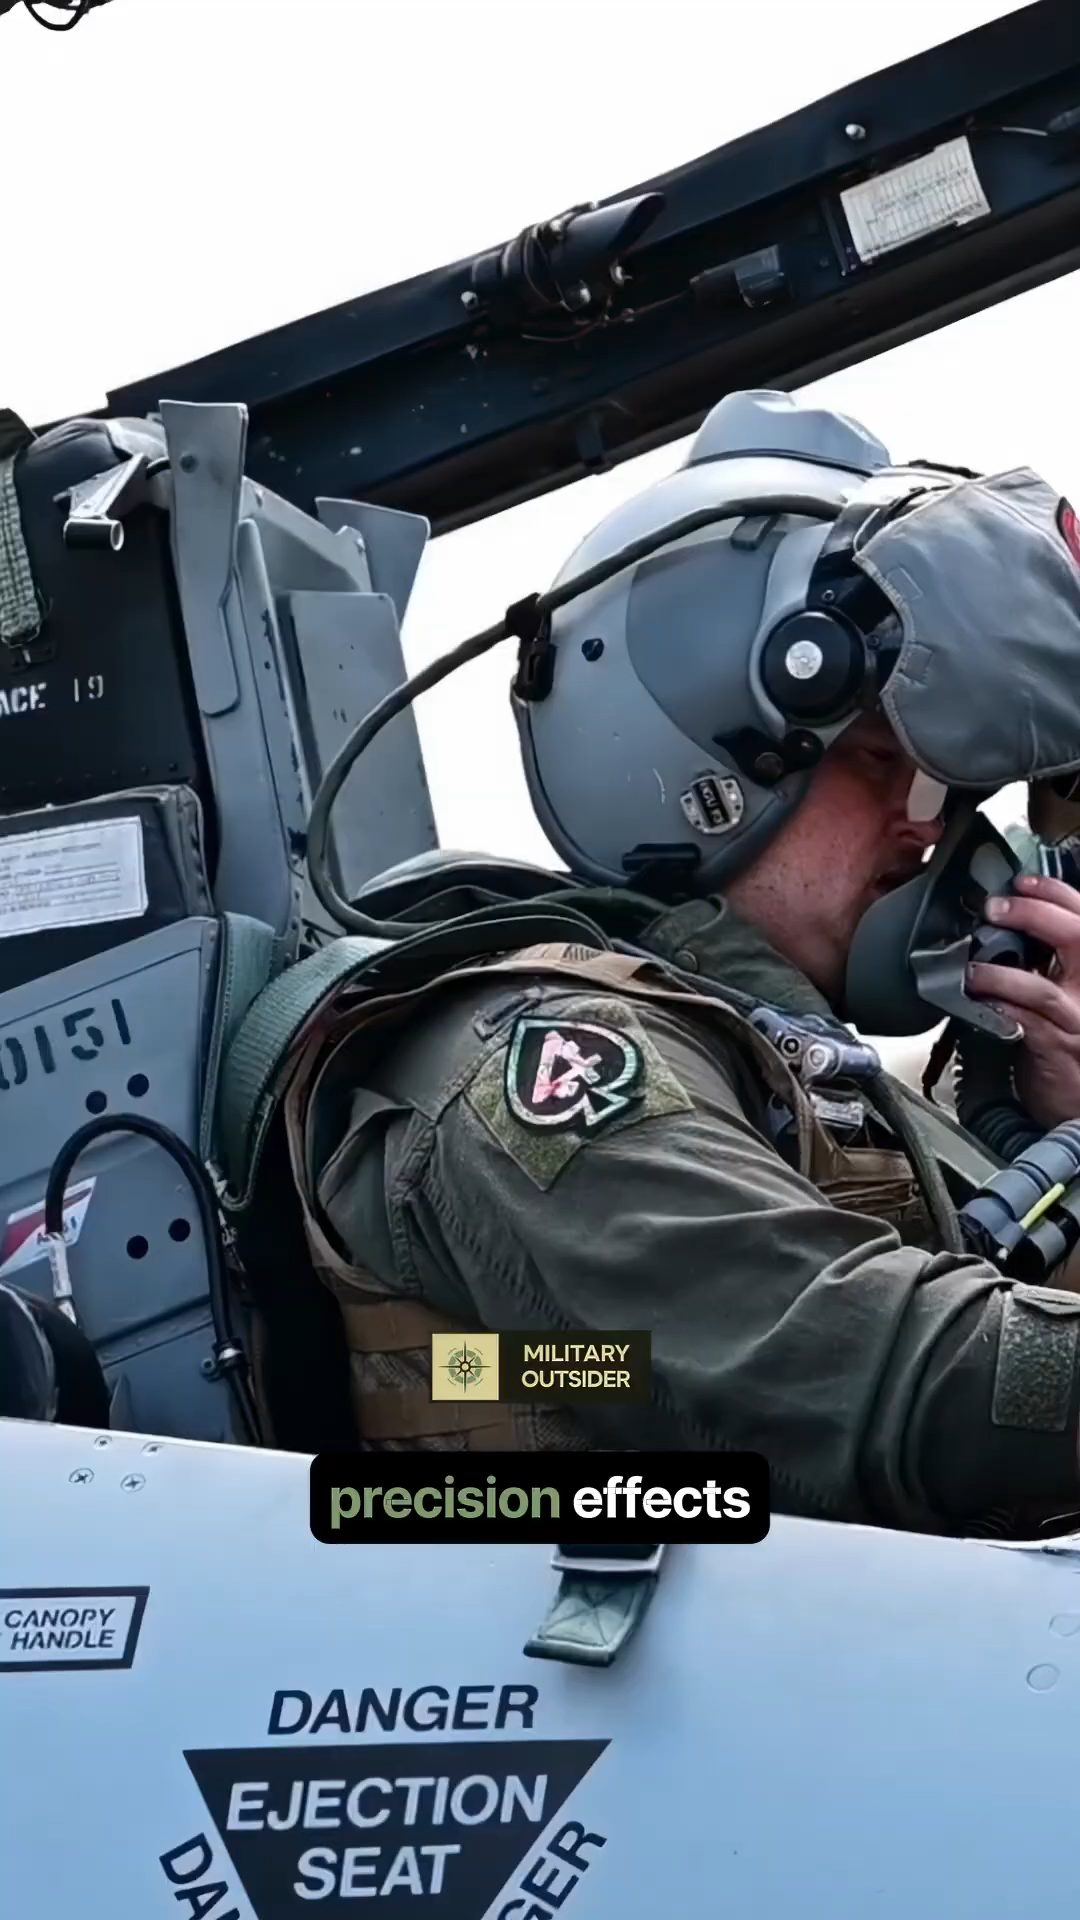 ACE 19
0151
MILITARY
OUTSIDER
precision effects
CANOPY
HANDLE
DANGER
EJECTION
SEAT